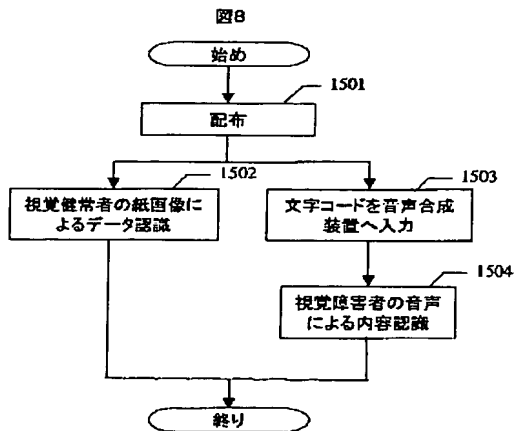 図8
始め
1501
配布
1502
視覚健常者の紙画像に
よるデータ認識
1503
文字コードを音声合成
装置へ入力
1504
視覚障害者の音声
による内容認識
終り